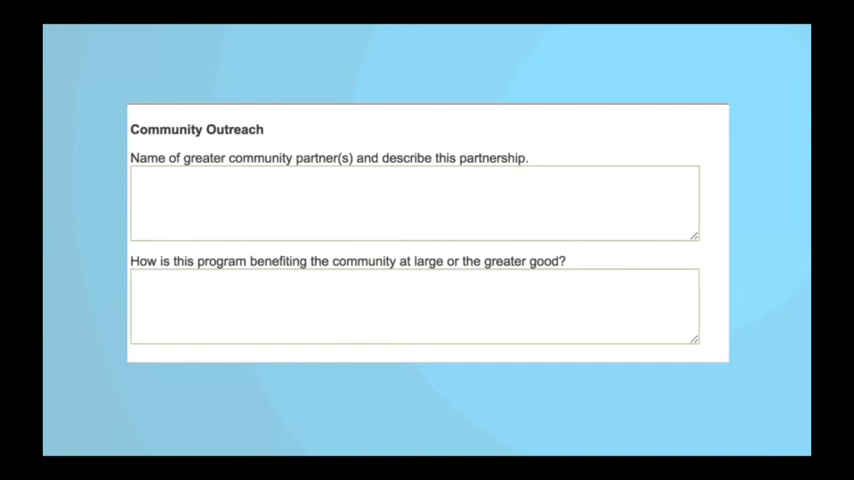 Community Outreach
Name of greater community partner(s) and describe this partnership.
How is this program benefiting the community at large or the greater good?